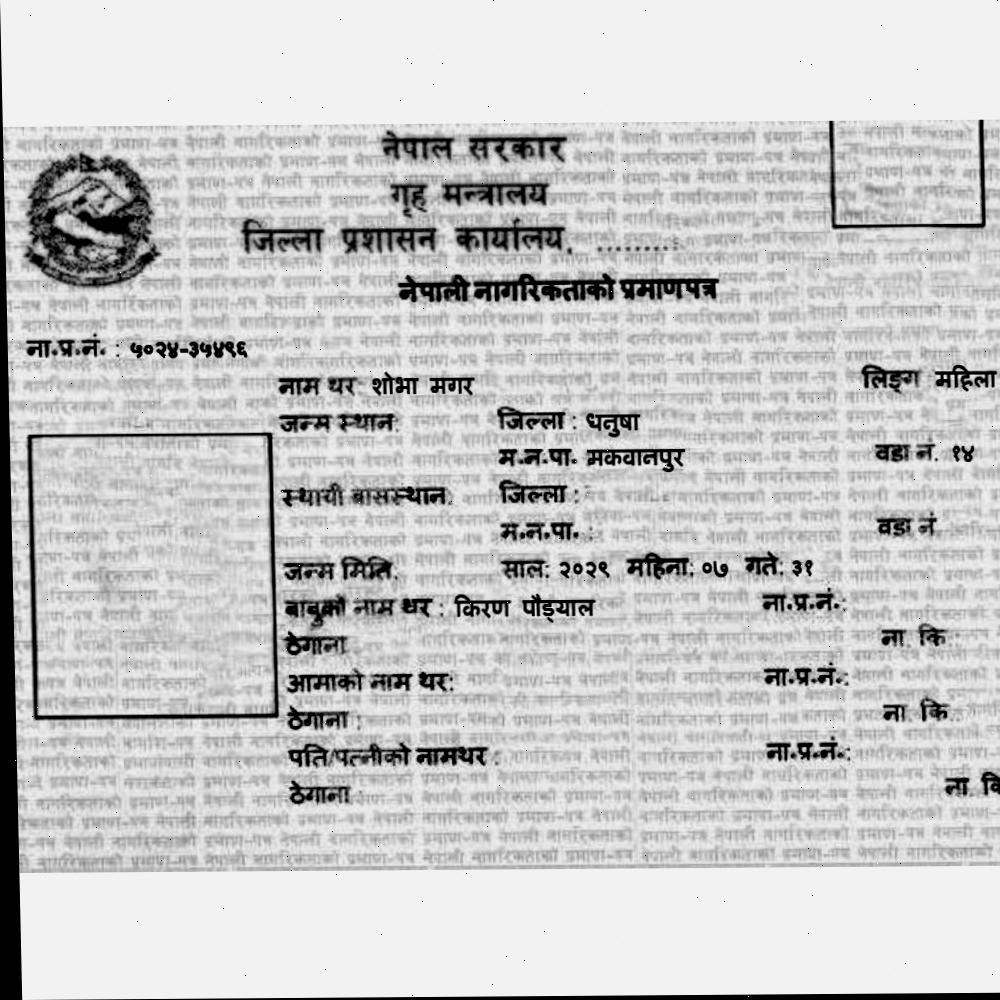 नेपाल सरकार
गृह मन्त्रालय
जिल्ला प्रशासन कार्यालय, .........
नेपाली नागरिकताको प्रमाणपत्र
ना.प्र.नं. : ५०२४-३५४९६
नाम थर: शोभा मगर लिङ्ग महिला
जन्म स्थान: जिल्ला : धनुषा
म.न.पा. मकवानपुर वडा नं. १४
स्थायी बासस्थान: जिल्ला :
म.न.पा. : वडा नं.
जन्म मिति: साल: २०२९ महिना: ०७ गते: ३१
बाबुको नाम थर : किरण पौड्याल ना.प्र.नं.:
ठेगाना ना. कि :
आमाको नाम थर: ना.प्र.नं.:
ठेगाना : ना. कि :
पति/पत्नीको नामथर : ना.प्र.नं.:
ठेगाना : ना. कि